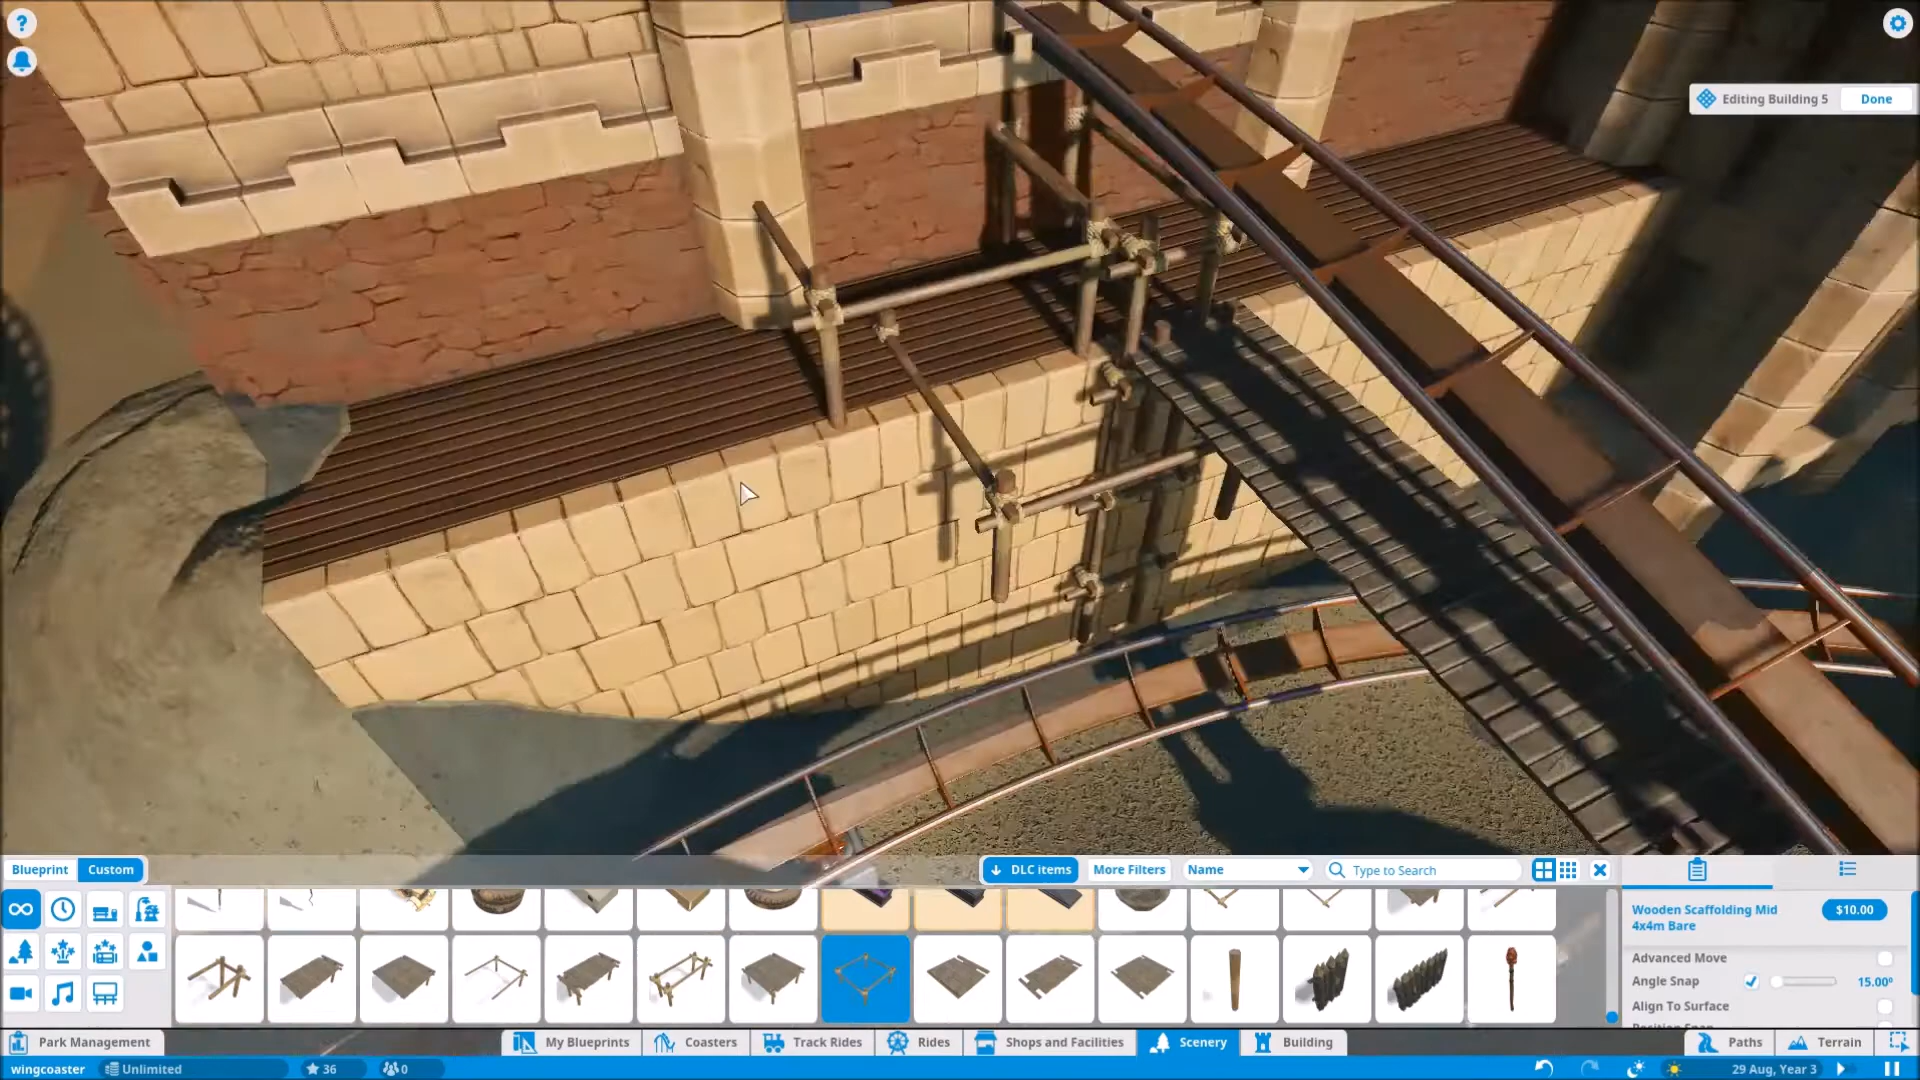 ?
Editing Building 5 Done
Blueprint Custom
DLC items More Filters Name Type to Search
Wooden Scaffolding Mid 4x4m Bare $10.00
Advanced Move
Angle Snap 15.00°
Align To Surface
Park Management My Blueprints Coasters Track Rides Rides Shops and Facilities Scenery Building Paths Terrain
wingcoaster Unlimited 36 0 29 Aug, Year 3